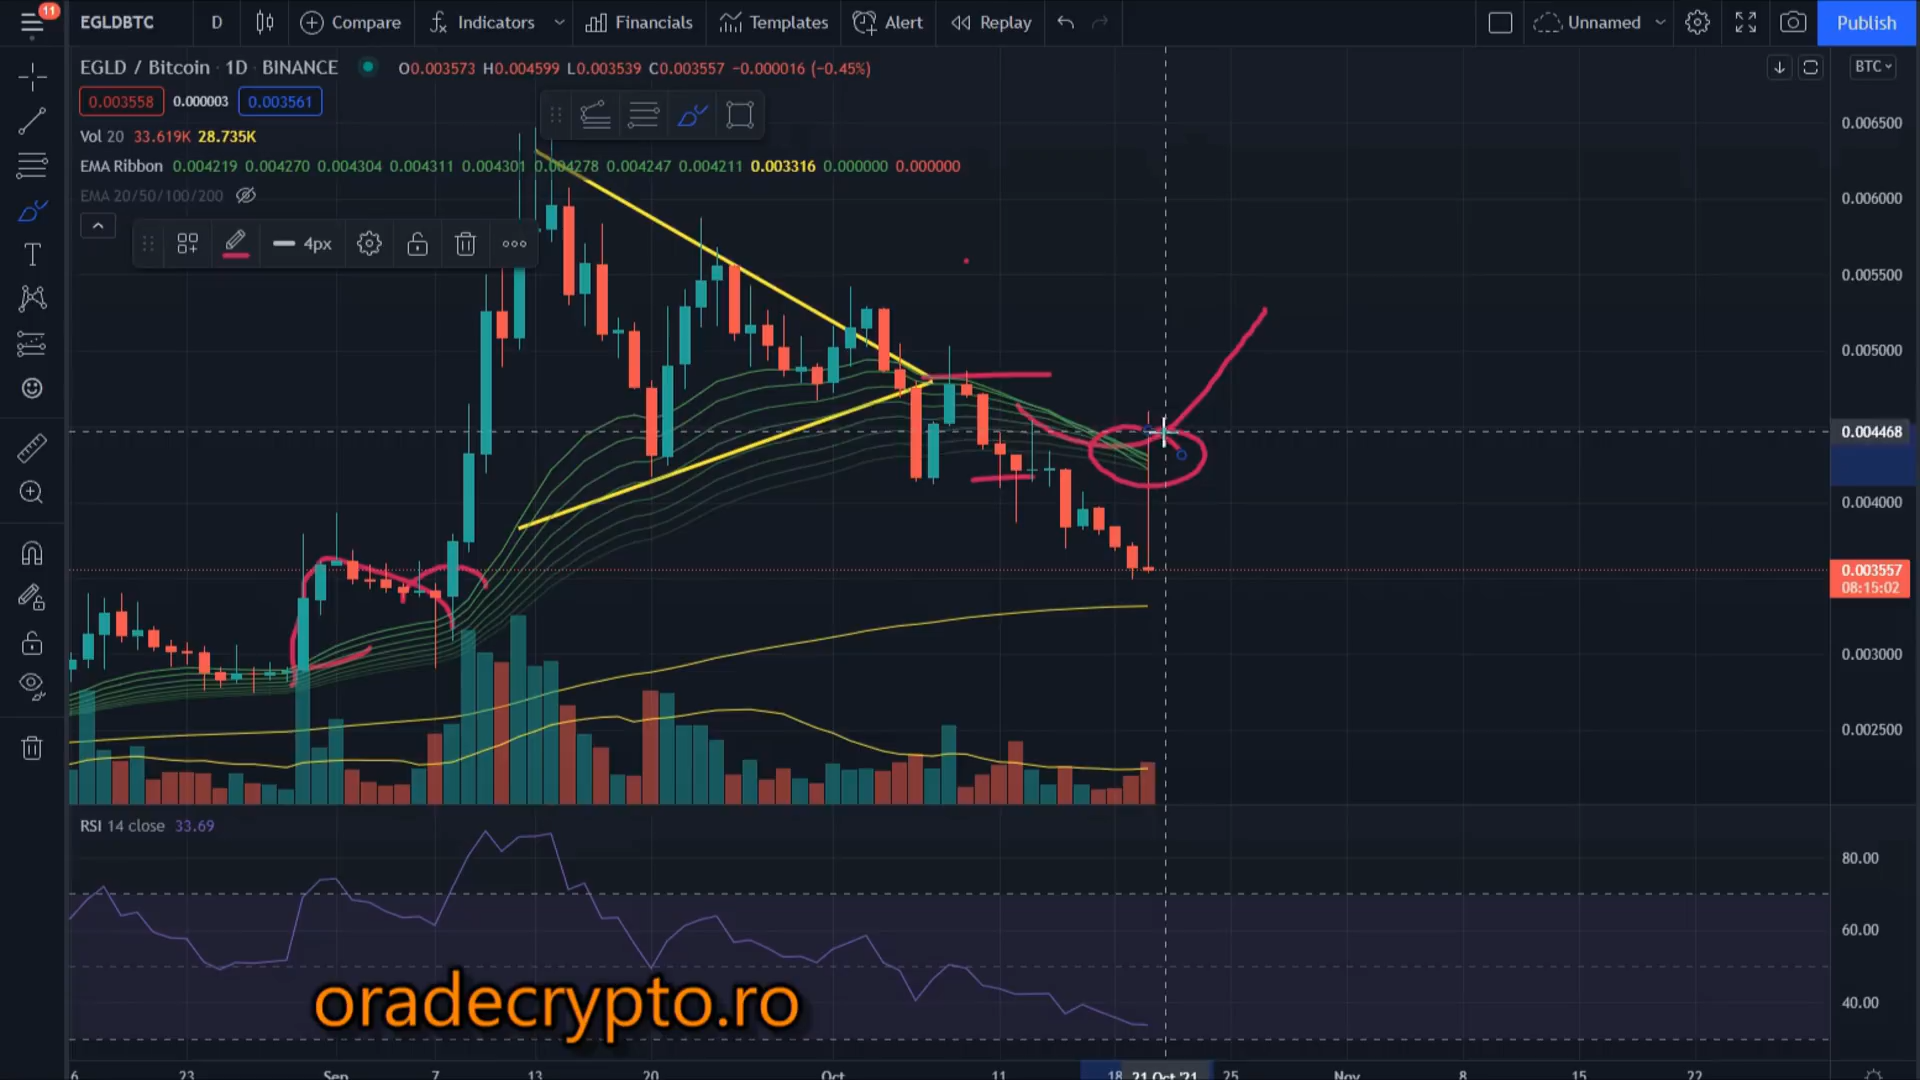 11
EGLDBTC
D
Compare
Indicators
Financials
Templates
Alert
Replay
Unnamed
Publish
EGLD / Bitcoin · 1D · BINANCE
O0.003573 H0.004599 L0.003539 C0.003557 −0.000016 (−0.45%)
BTC
0.003558 0.000003 0.003561
Vol 20 33.619K 28.735K
EMA Ribbon 0.004219 0.004270 0.004304 0.004311 0.004301 0.004278 0.004247 0.004211 0.003316 0.000000 0.000000
EMA 20/50/100/200
4px
0.006500
0.006000
0.005500
0.005000
0.004468
0.004000
0.003557
08:15:02
0.003000
0.002500
RSI 14 close 33.69
80.00
60.00
40.00
oradecrypto.ro
6 23 Sep 7 13 20 Oct 11 18 21 Oct '21 25 Nov 8 15 22